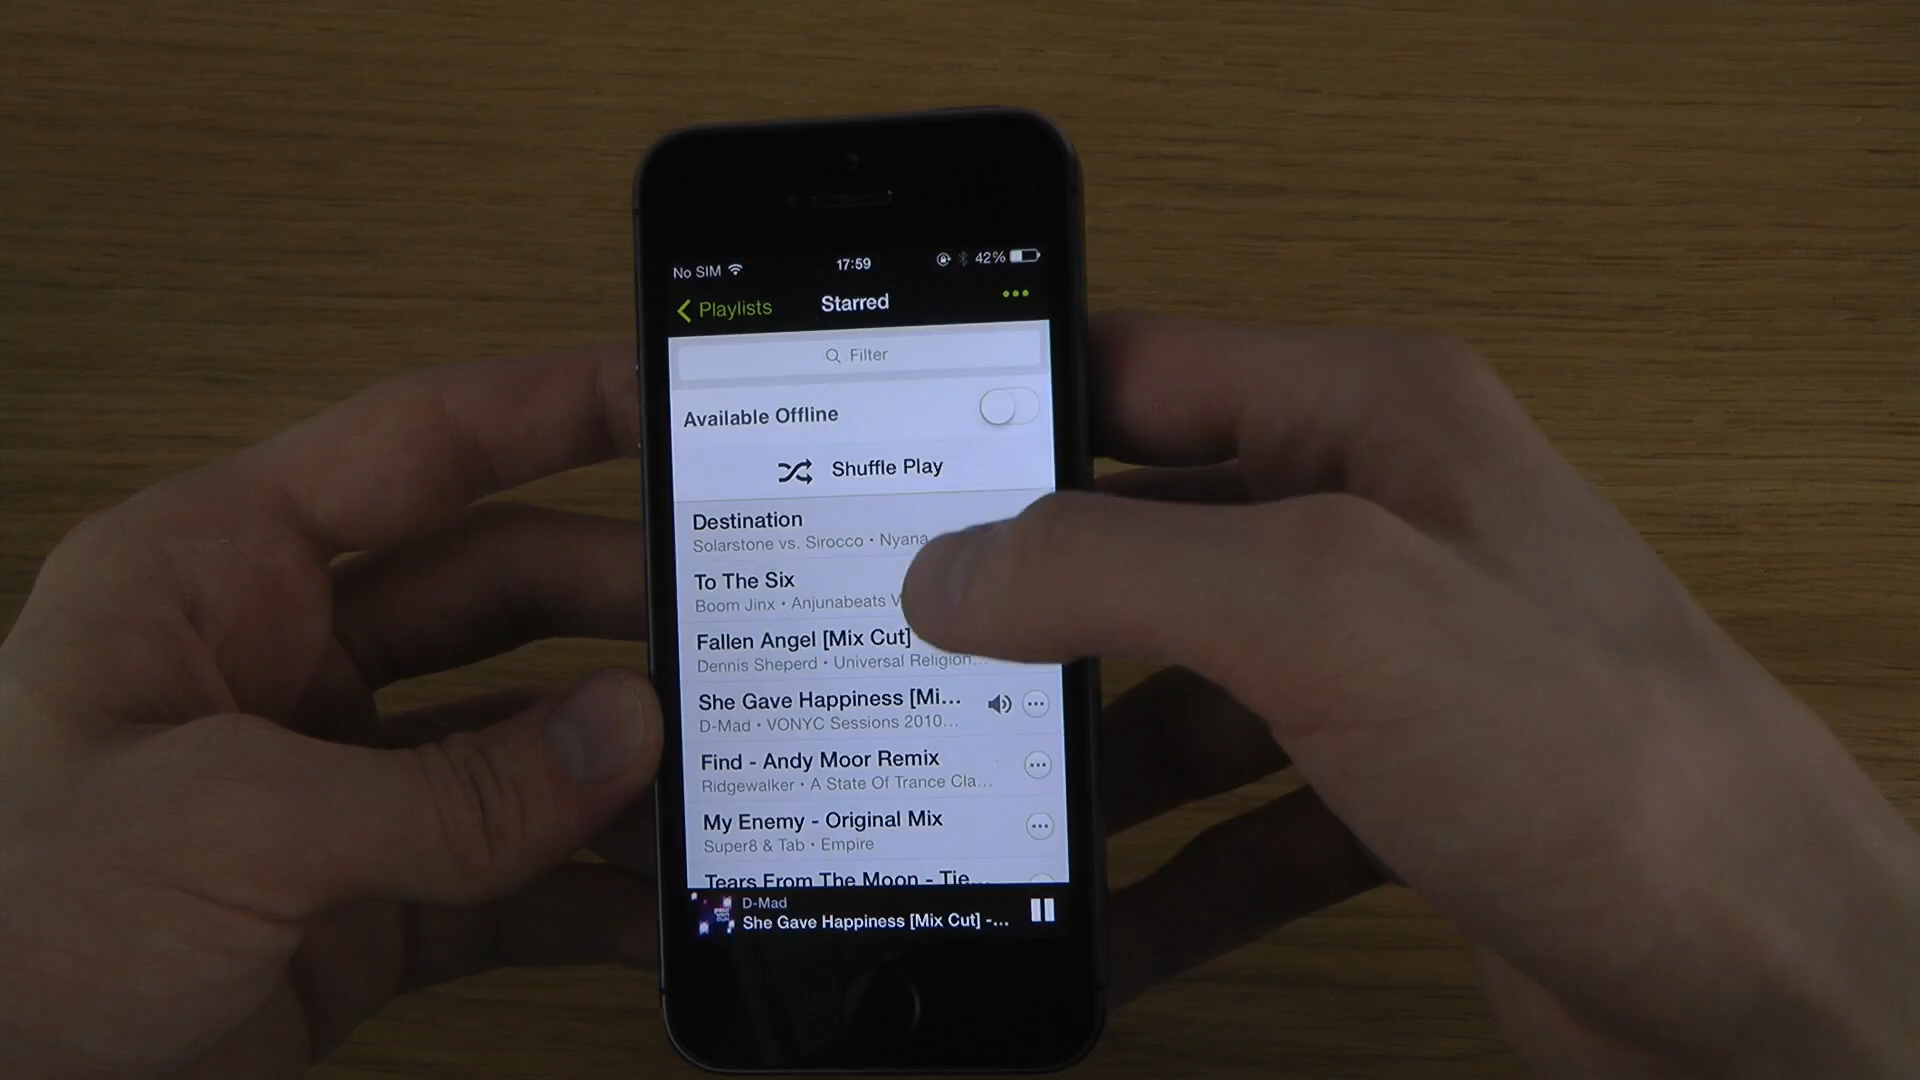 No SIM 17:59 42%
Playlists Starred
Filter
Available Offline
Shuffle Play
Destination
Solarstone vs. Sirocco • Nyana
To The Six
Boom Jinx • Anjunabeats
Fallen Angel [Mix Cut]
Dennis Sheperd • Universal Religion...
She Gave Happiness [Mi...
D-Mad • VONYC Sessions 2010...
Find - Andy Moor Remix
Ridgewalker • A State Of Trance Cla...
My Enemy - Original Mix
Super8 & Tab • Empire
Tears From The Moon - Tie...
D-Mad
She Gave Happiness [Mix Cut] -...